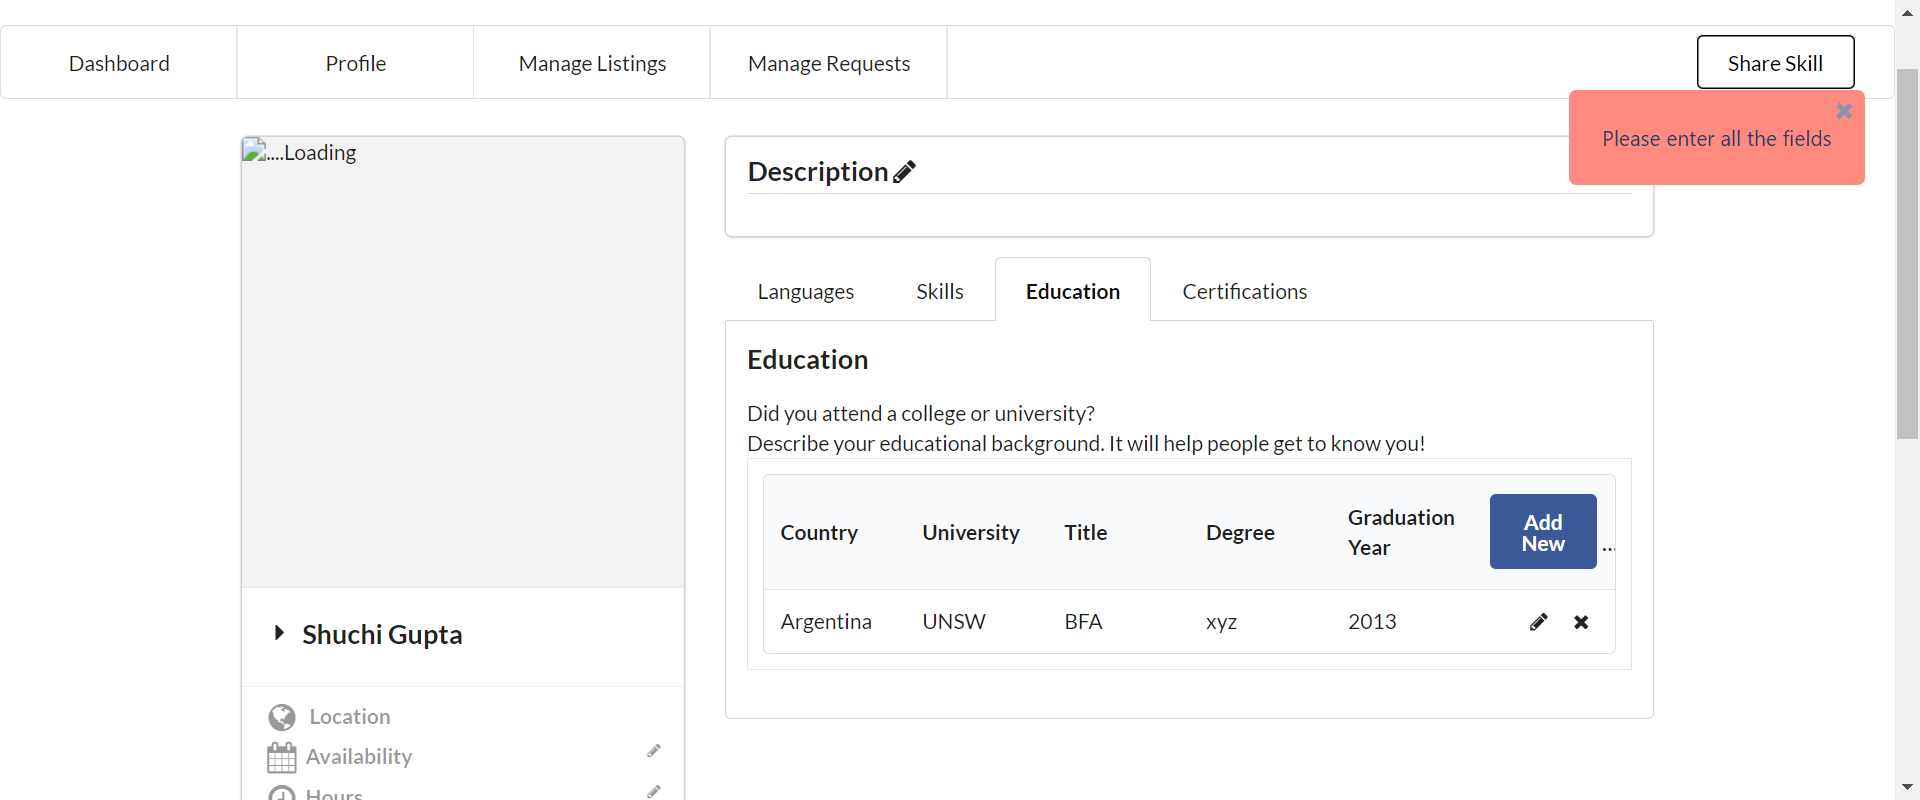 Dashboard
Profile
Manage Listings
Manage Requests
Share Skill
Please enter all the fields
....Loading
Shuchi Gupta
Location
Availability
Hours
Description
Languages
Skills
Education
Certifications
Education
Did you attend a college or university?
Describe your educational background. It will help people get to know you!
Country University Title Degree Graduation Year Add New ...
Argentina UNSW BFA xyz 2013